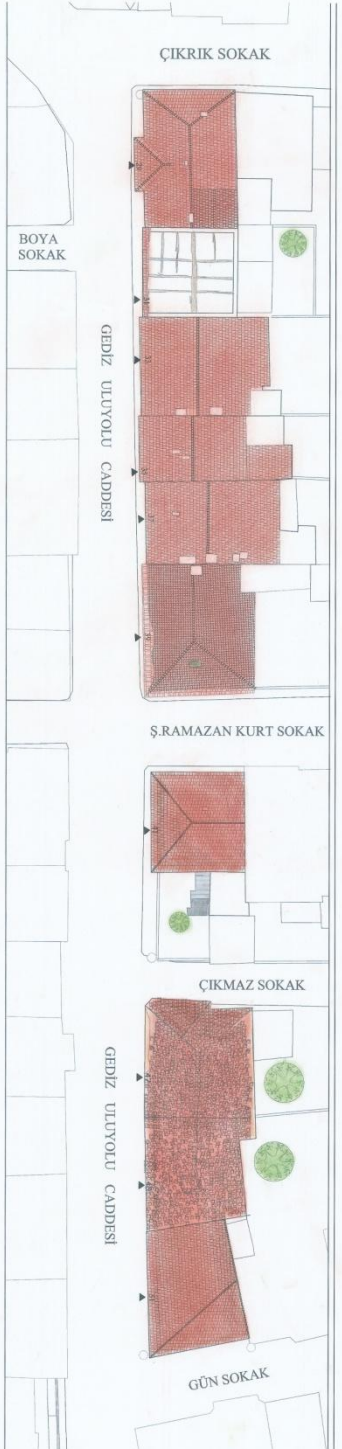 ÇIKRIK SOKAK
BOYA
SOKAK
GEDİZ ULUYOLU CADDESİ
Ş.RAMAZAN KURT SOKAK
ÇIKMAZ SOKAK
GEDİZ ULUYOLU CADDESİ
GÜN SOKAK